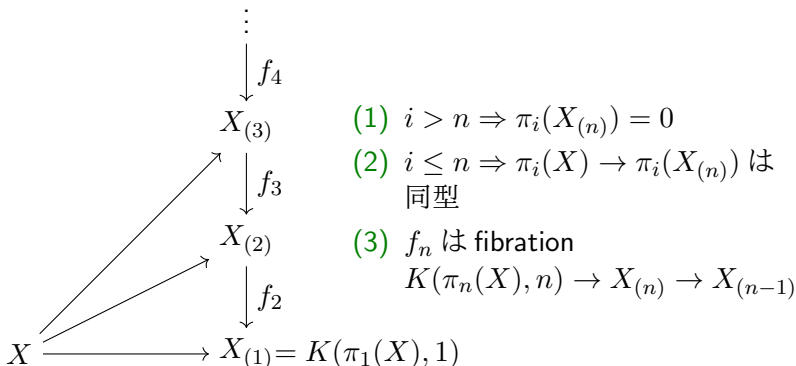 ⋮
f_4
X_{(3)}
(1) i > n ⇒ π_i(X_{(n)}) = 0
(2) i ≤ n ⇒ π_i(X) → π_i(X_{(n)}) は
同型
f_3
X_{(2)}
(3) f_n は fibration
K(π_n(X), n) → X_{(n)} → X_{(n−1)}
f_2
X
X_{(1)} = K(π_1(X), 1)